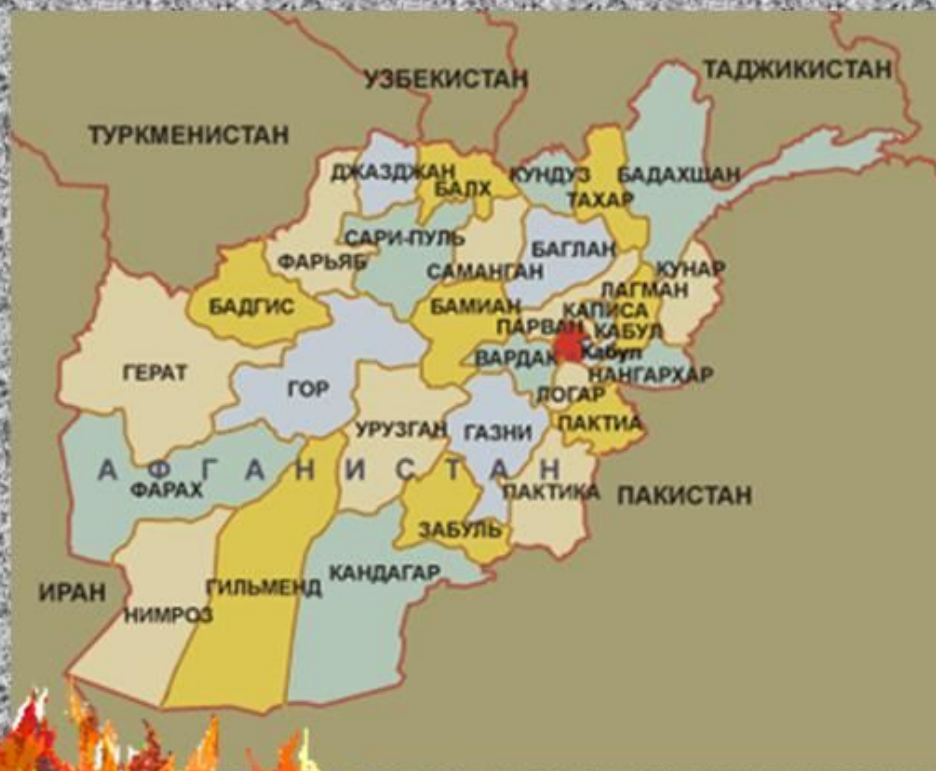 ТАДЖИКИСТАН
УЗБЕКИСТАН
ТУРКМЕНИСТАН
ДЖАЗДЖАН
БАЛХ
КУНДУЗ
БАДАХШАН
ТАХАР
САРИ-ПУЛЬ
ФАРЬЯБ
САМАНГАН
БАГЛАН
КУНАР
ЛАГМАН
БАДГИС
БАМИАН
КАПИСА
ПАРВАН
КАБУЛ
Кабул
ВАРДАК
НАНГАРХАР
ГЕРАТ
ГОР
ЛОГАР
УРУЗГАН
ГАЗНИ
ПАКТИА
АФГАНИСТАН
ФАРАХ
ПАКТИКА
ПАКИСТАН
ЗАБУЛЬ
КАНДАГАР
ИРАН
ГИЛЬМЕНД
НИМРОЗ